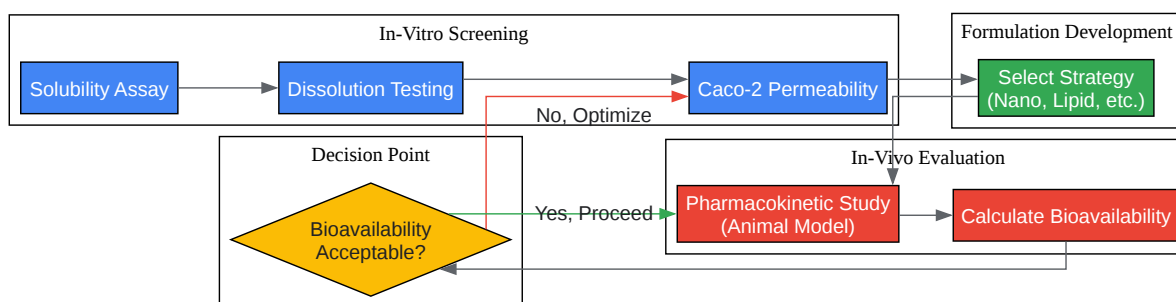 In-Vitro Screening
Solubility Assay
Dissolution Testing
Caco-2 Permeability
No, Optimize
Formulation Development
Select Strategy
(Nano, Lipid, etc.)
Decision Point
Bioavailability
Acceptable?
Yes, Proceed
In-Vivo Evaluation
Pharmacokinetic Study
(Animal Model)
Calculate Bioavailability